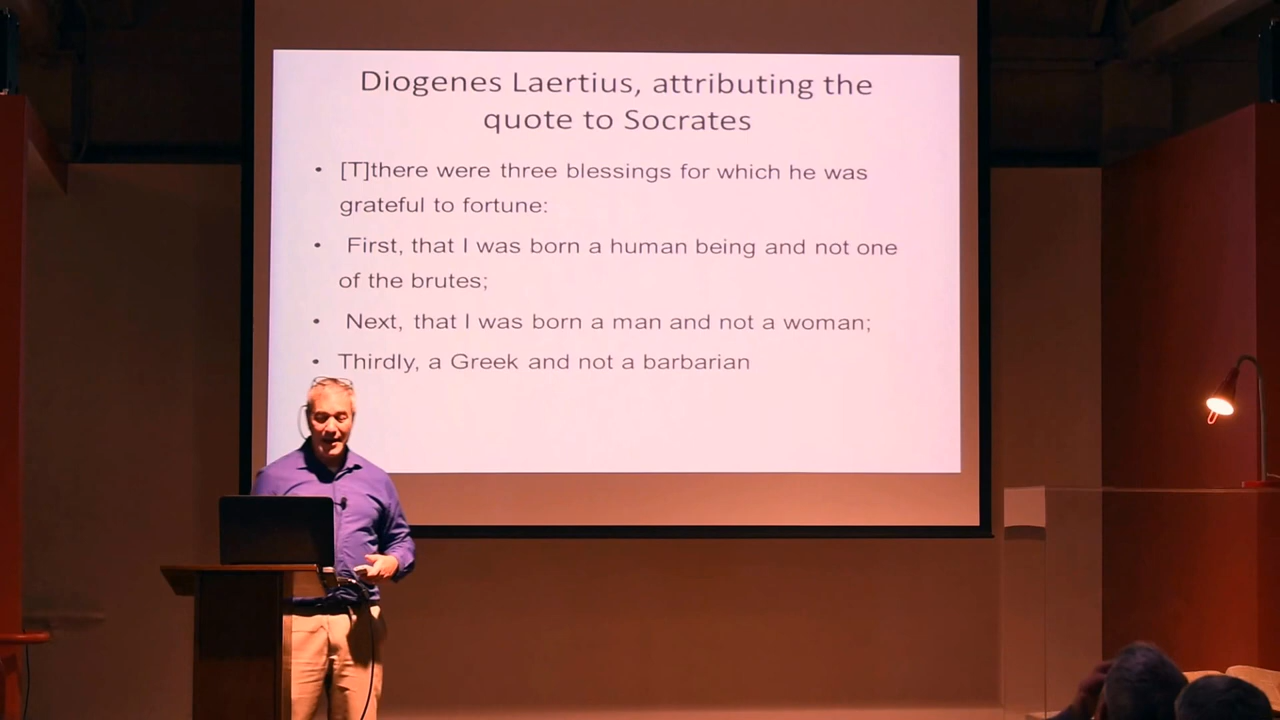 Diogenes Laertius, attributing the
quote to Socrates
• [T]there were three blessings for which he was
grateful to fortune:
• First, that I was born a human being and not one
of the brutes;
• Next, that I was born a man and not a woman;
• Thirdly, a Greek and not a barbarian